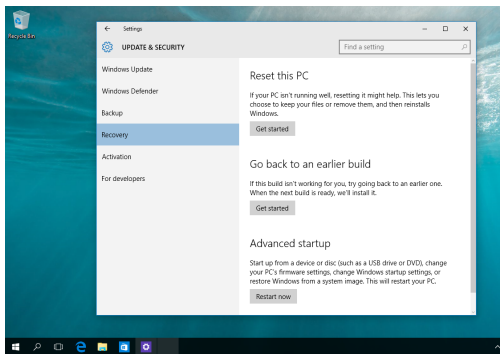 Recycle Bin
Settings
UPDATE & SECURITY
Find a setting
Windows Update
Windows Defender
Backup
Recovery
Activation
For developers
Reset this PC
If your PC isn't running well, resetting it might help. This lets you
choose to keep your files or remove them, and then reinstalls
Windows.
Get started
Go back to an earlier build
If this build isn't working for you, try going back to an earlier one.
When the next build is ready, we'll install it.
Get started
Advanced startup
Start up from a device or disc (such as a USB drive or DVD), change
your PC's firmware settings, change Windows startup settings, or
restore Windows from a system image. This will restart your PC.
Restart now